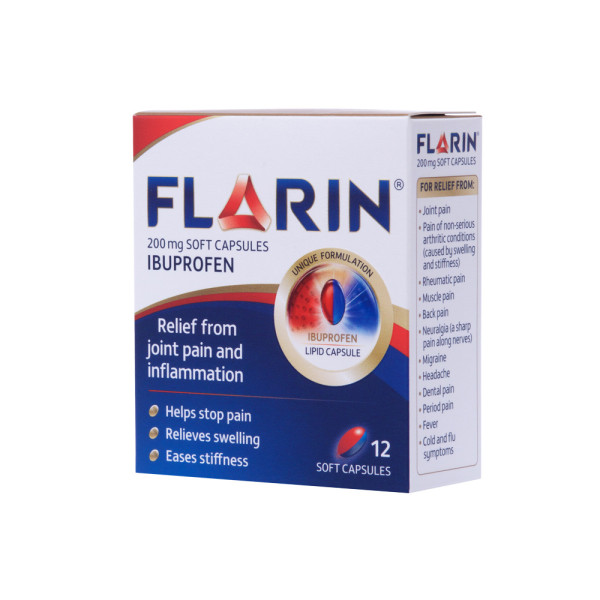 FLARIN®
200 mg SOFT CAPSULES
IBUPROFEN
UNIQUE FORMULATION
IBUPROFEN
LIPID CAPSULE
Relief from
joint pain and
inflammation
Helps stop pain
Relieves swelling
Eases stiffness
12
SOFT CAPSULES
FLARIN®
200 mg SOFT CAPSULES
FOR RELIEF FROM:
• Joint pain
• Pain of non-serious
arthritic conditions
(caused by swelling
and stiffness)
• Rheumatic pain
• Muscle pain
• Back pain
• Neuralgia (a sharp
pain along nerves)
• Migraine
• Headache
• Dental pain
• Period pain
• Fever
• Cold and flu
symptoms